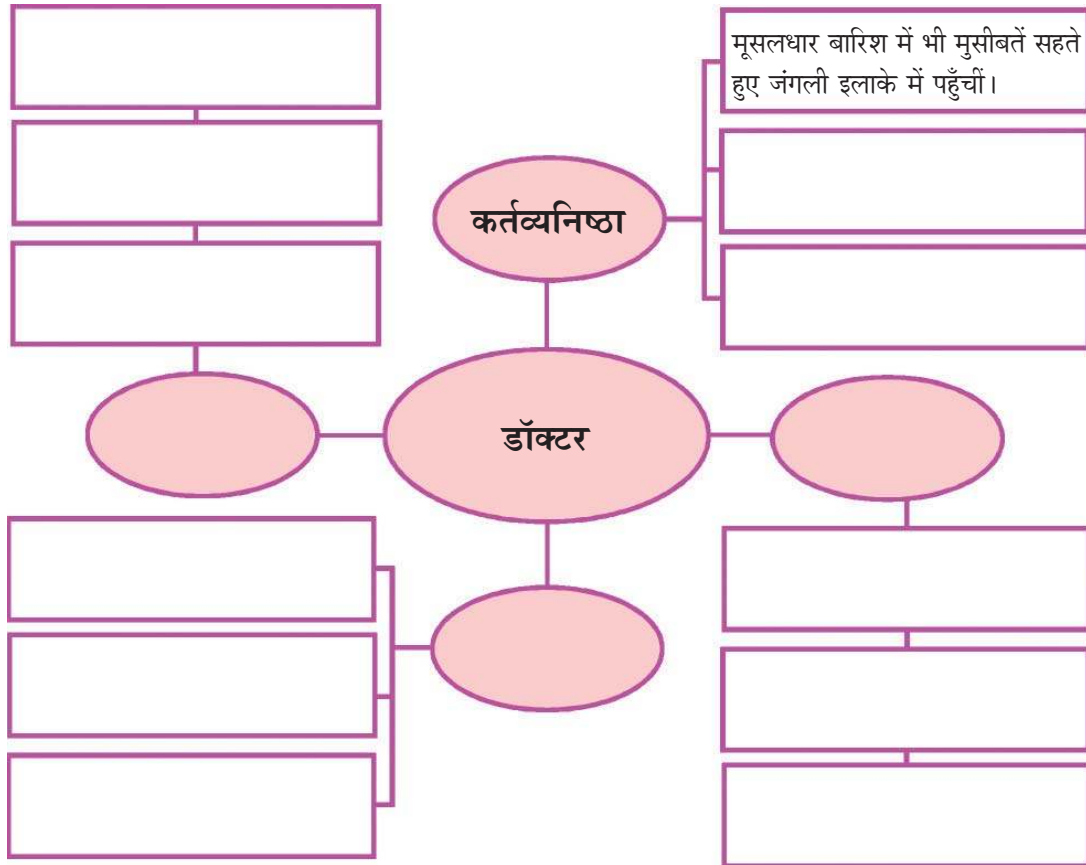 मूसलधार बारिश में भी मुसीबतें सहते
हुए जंगली इलाके में पहुँचीं।
कर्तव्यनिष्ठा
डॉक्टर